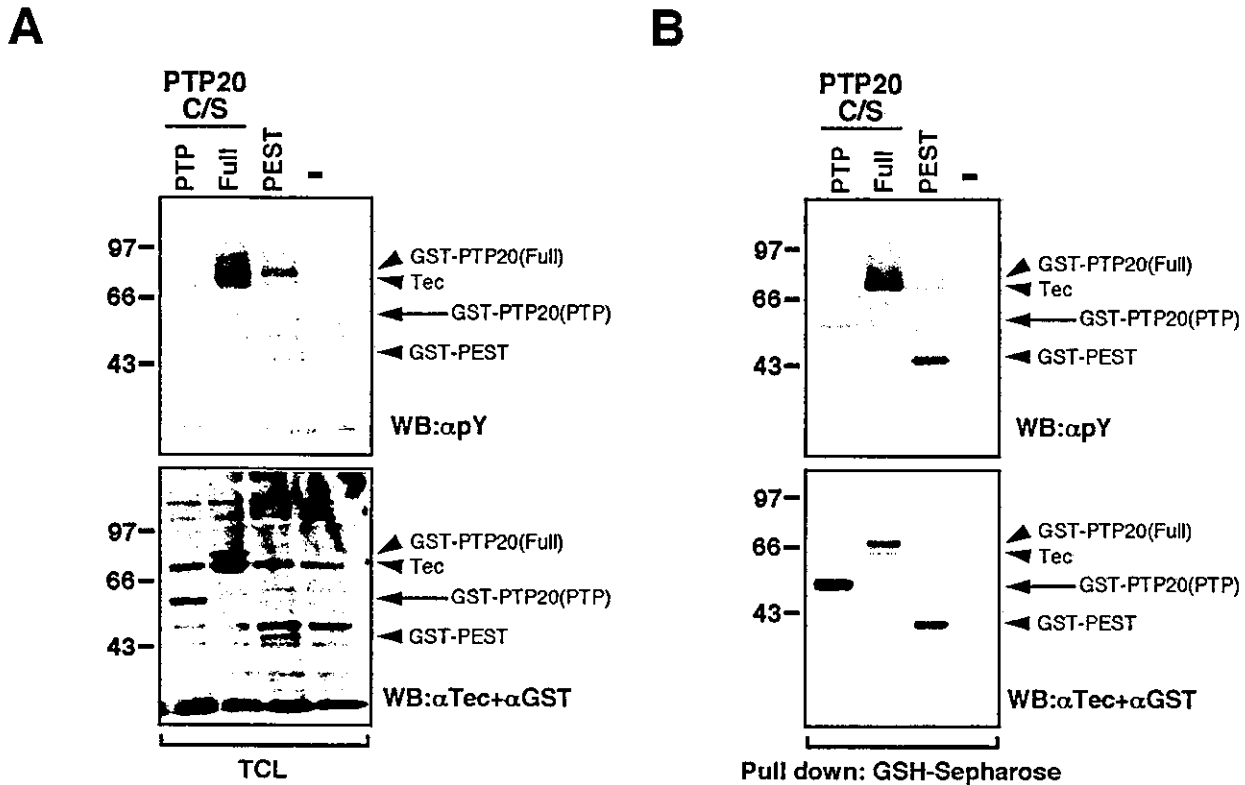 A
PTP20
C/S
PTP
Full
PEST
-
97
66
43
GST-PTP20(Full)
Tec
GST-PTP20(PTP)
GST-PEST
WB:αpY
97
66
43
GST-PTP20(Full)
Tec
GST-PTP20(PTP)
GST-PEST
WB:αTec+αGST
TCL
B
PTP20
C/S
PTP
Full
PEST
-
97
66
43
GST-PTP20(Full)
Tec
GST-PTP20(PTP)
GST-PEST
WB:αpY
97
66
43
GST-PTP20(Full)
Tec
GST-PTP20(PTP)
GST-PEST
WB:αTec+αGST
Pull down: GSH-Sepharose